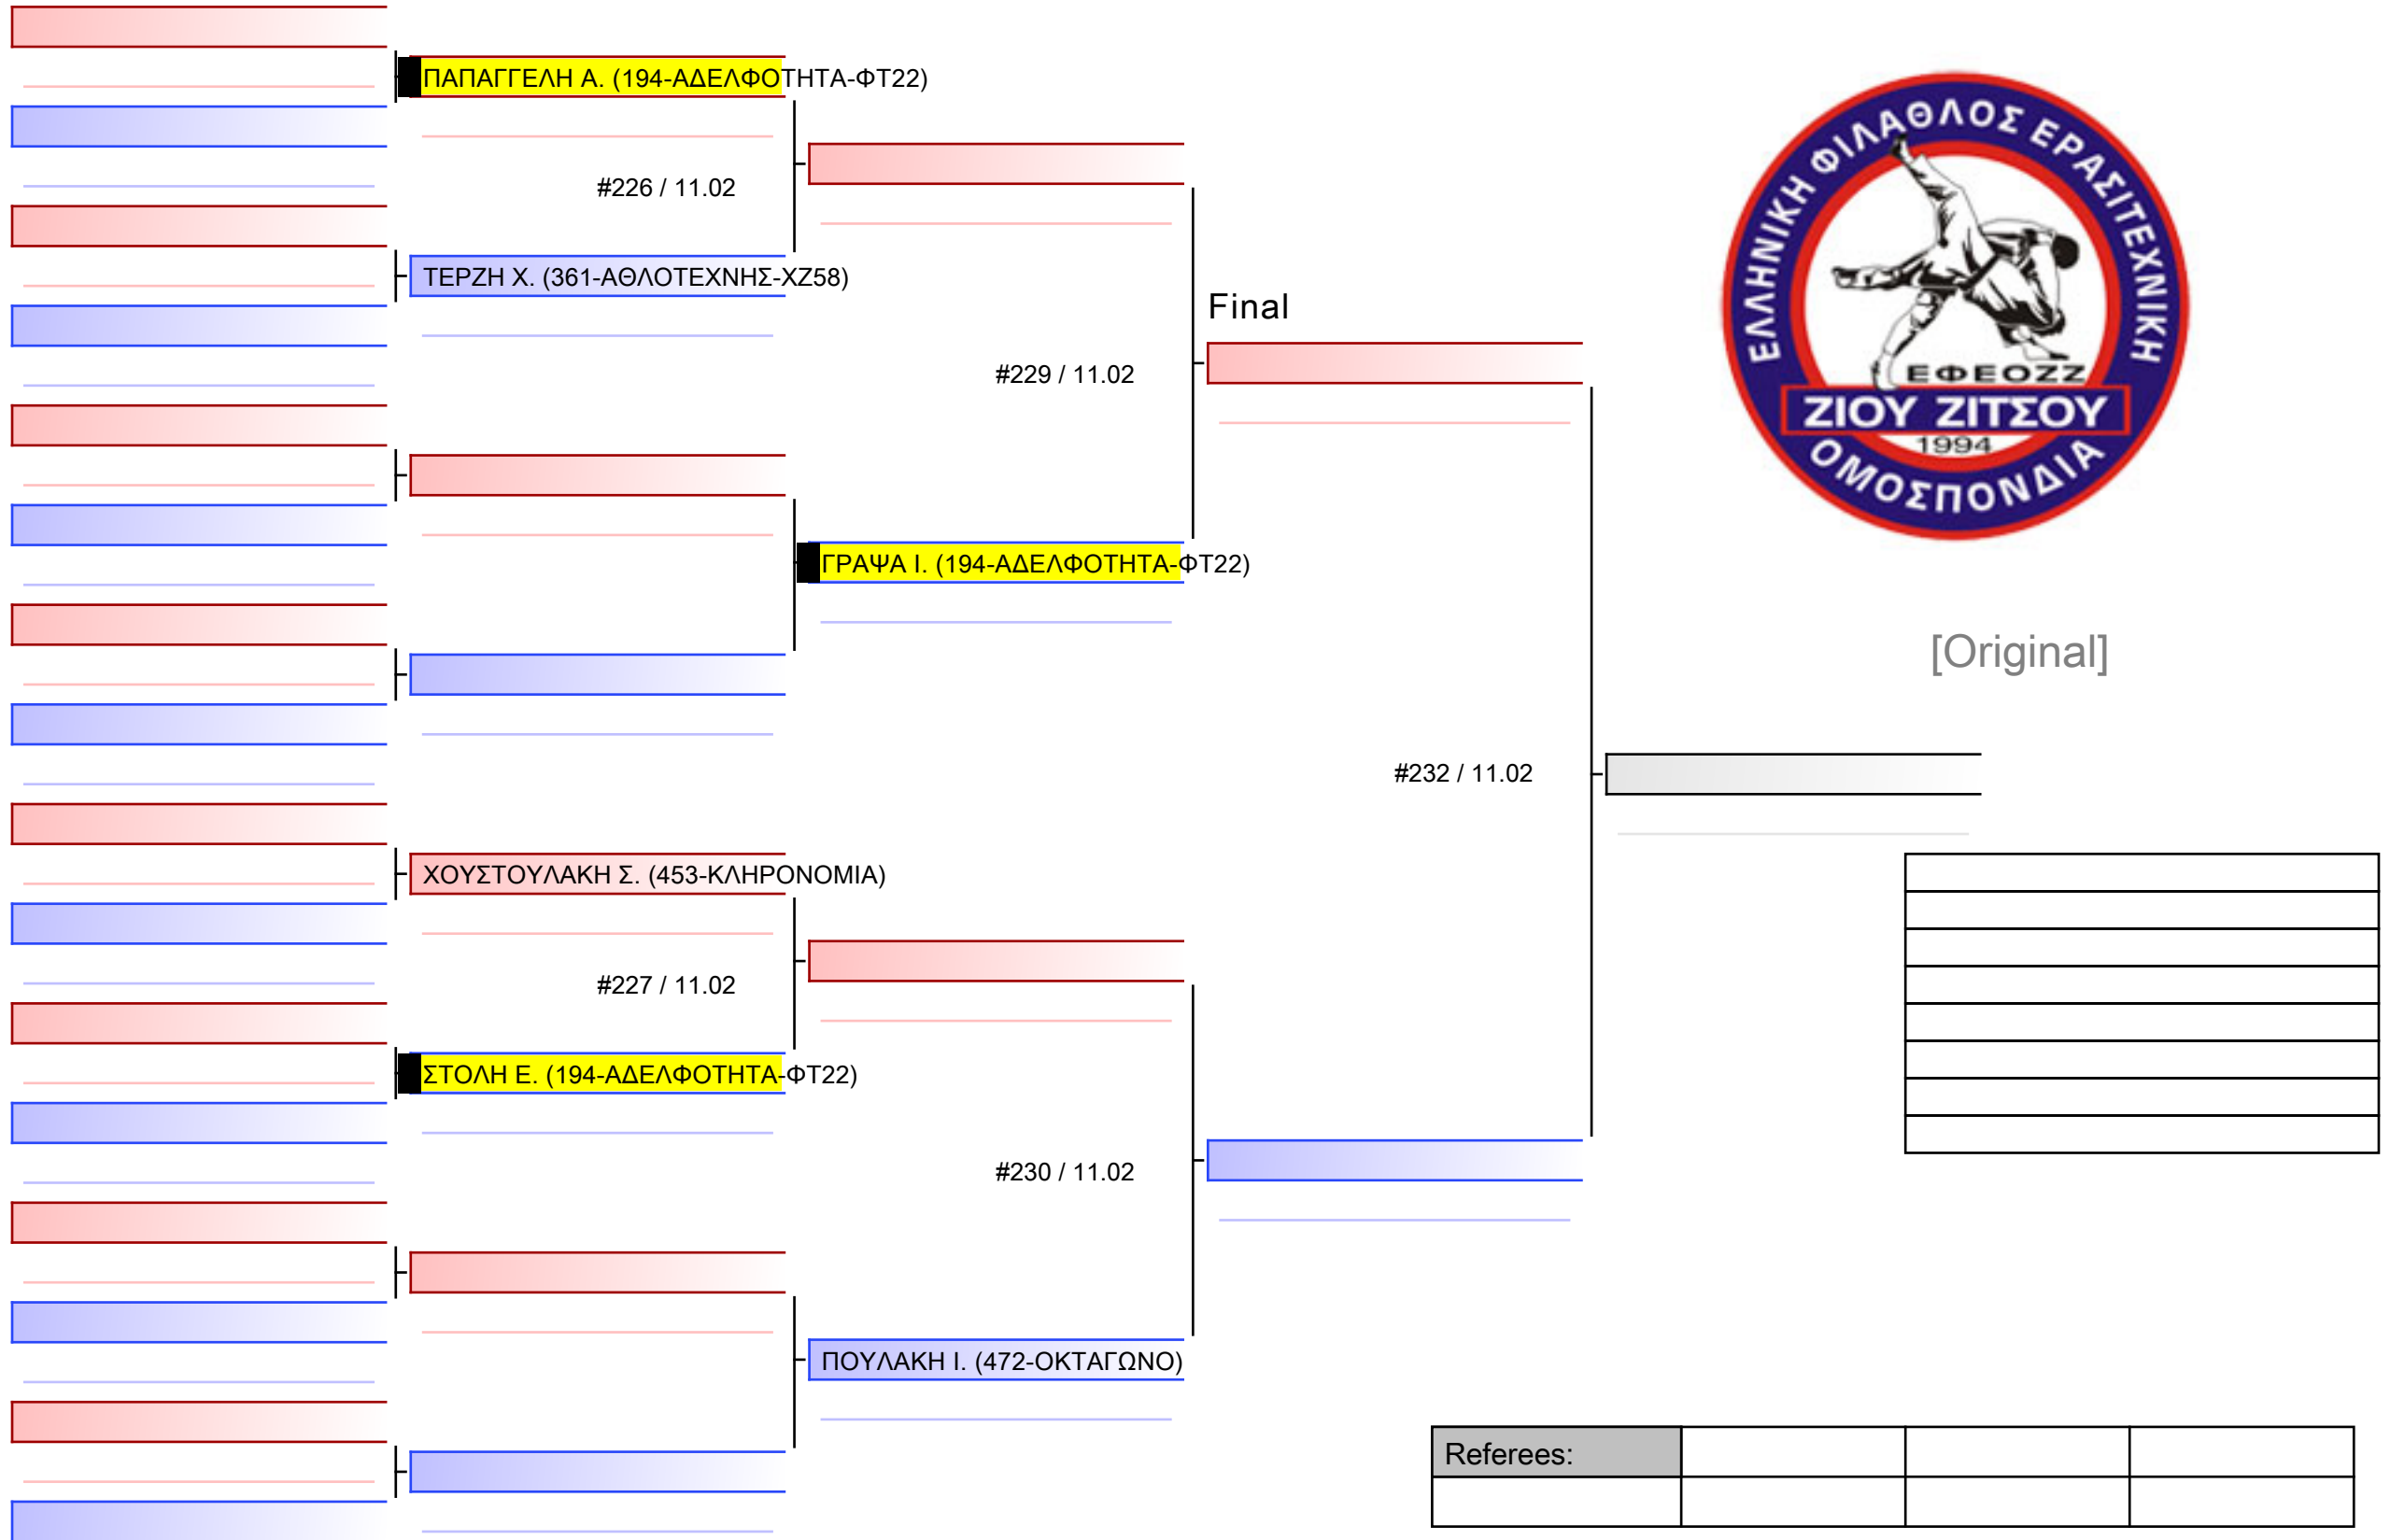 ΠΑΠΑΓΓΕΛΗ Α. (194-ΑΔΕΛΦΟΤΗΤΑ-ΦΤ22)
#226 / 11.02
ΤΕΡΖΗ Χ. (361-ΑΘΛΟΤΕΧΝΗΣ-ΧΖ58)
Final
#229 / 11.02
ΓΡΑΨΑ Ι. (194-ΑΔΕΛΦΟΤΗΤΑ-ΦΤ22)
ΕΛΛΗΝΙΚΗ ΦΙΛΑΘΛΟΣ ΕΡΑΣΙΤΕΧΝΙΚΗ
ΕΦΕΟΖΖ
ΖΙΟΥ ΖΙΤΣΟΥ
1994
ΟΜΟΣΠΟΝΔΙΑ
[Original]
#232 / 11.02
ΧΟΥΣΤΟΥΛΑΚΗ Σ. (453-ΚΛΗΡΟΝΟΜΙΑ)
#227 / 11.02
ΣΤΟΛΗ Ε. (194-ΑΔΕΛΦΟΤΗΤΑ-ΦΤ22)
#230 / 11.02
ΠΟΥΛΑΚΗ Ι. (472-ΟΚΤΑΓΩΝΟ)
Referees: